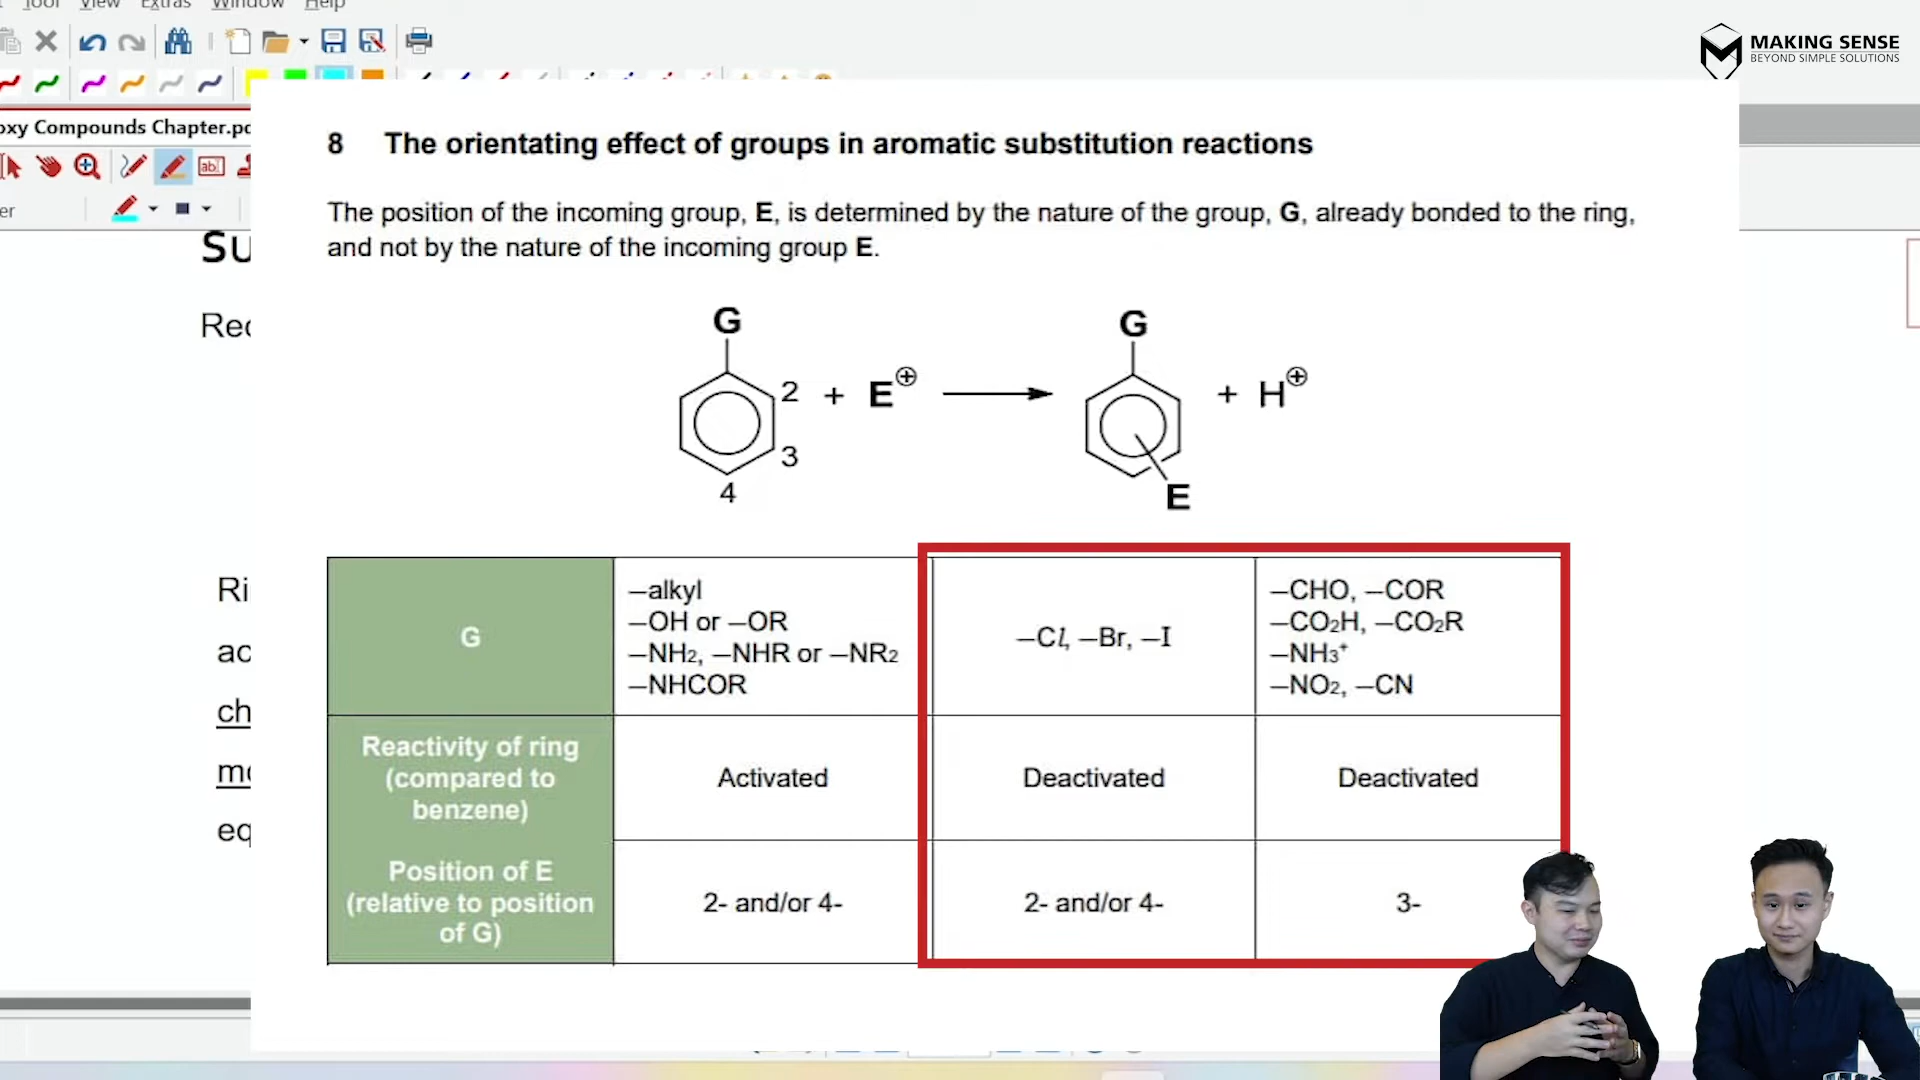 Tool View Extras Window Help
MAKING SENSE
BEYOND SIMPLE SOLUTIONS
oxy Compounds Chapter.pd
er
Su
Rec
Ri
ac
ch
mo
eq
8 The orientating effect of groups in aromatic substitution reactions
The position of the incoming group, E, is determined by the nature of the group, G, already bonded to the ring,
and not by the nature of the incoming group E.
G
2
3
4
+ E⊕
G
E
+ H⊕
G
–alkyl
–OH or –OR
–NH₂, –NHR or –NR₂
–NHCOR
–Cl, –Br, –I
–CHO, –COR
–CO₂H, –CO₂R
–NH₃⁺
–NO₂, –CN
Reactivity of ring
(compared to
benzene)
Activated
Deactivated
Deactivated
Position of E
(relative to position
of G)
2- and/or 4-
2- and/or 4-
3-